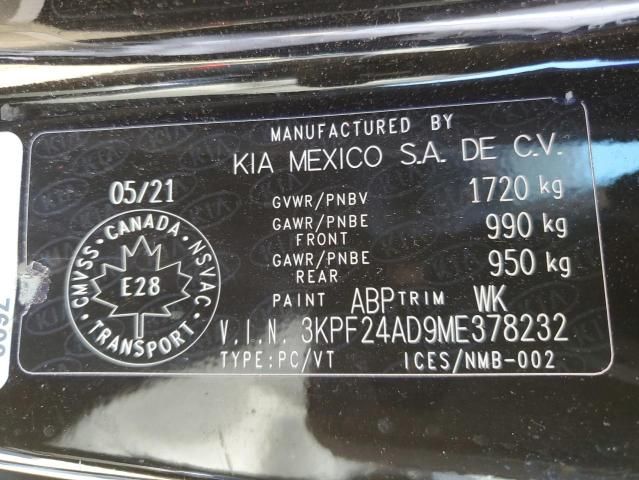 MANUFACTURED BY
KIA MEXICO S.A. DE C.V.
05/21
GVWR/PNBV 1720 kg
GAWR/PNBE FRONT 990 kg
GAWR/PNBE REAR 950 kg
PAINT ABP TRIM WK
V.I.N. 3KPF24AD9ME378232
TYPE:PC/VT ICES/NMB-002
CMVSS · CANADA · NSVAC
E28
TRANSPORT